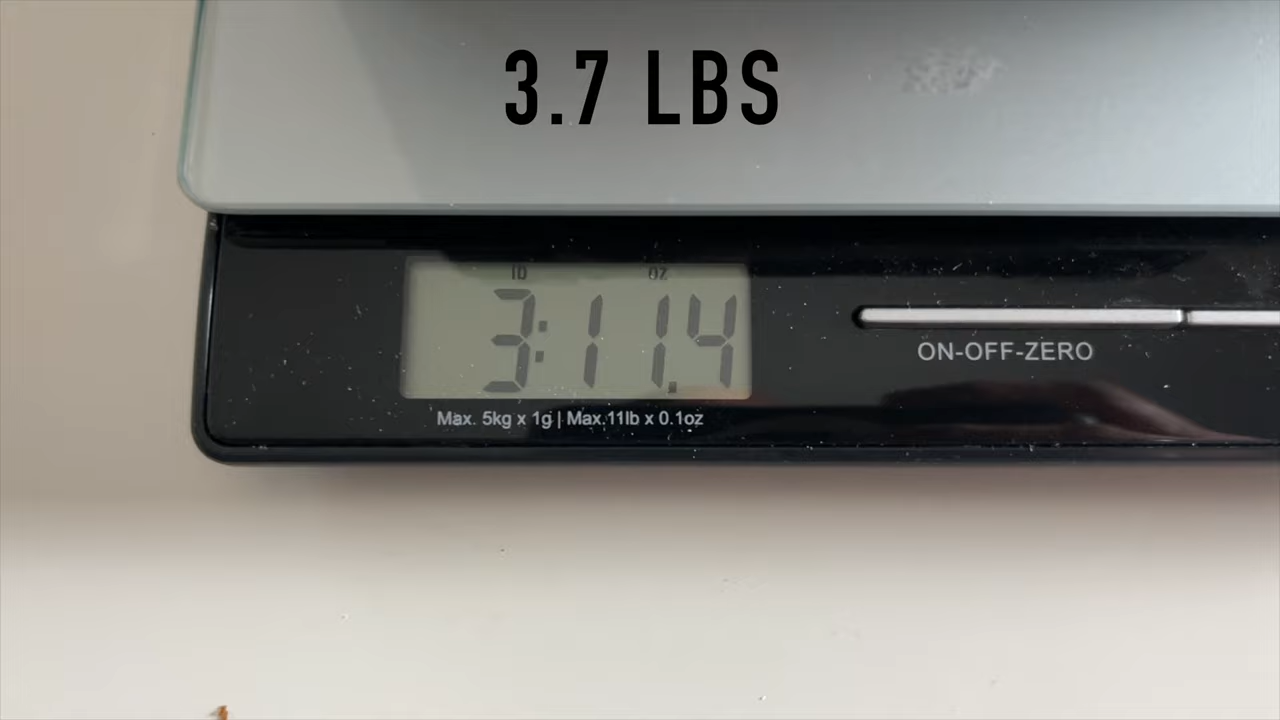 3.7 LBS
lb oz
3:11.4
ON-OFF-ZERO
Max. 5kg x 1g | Max.11lb x 0.1oz